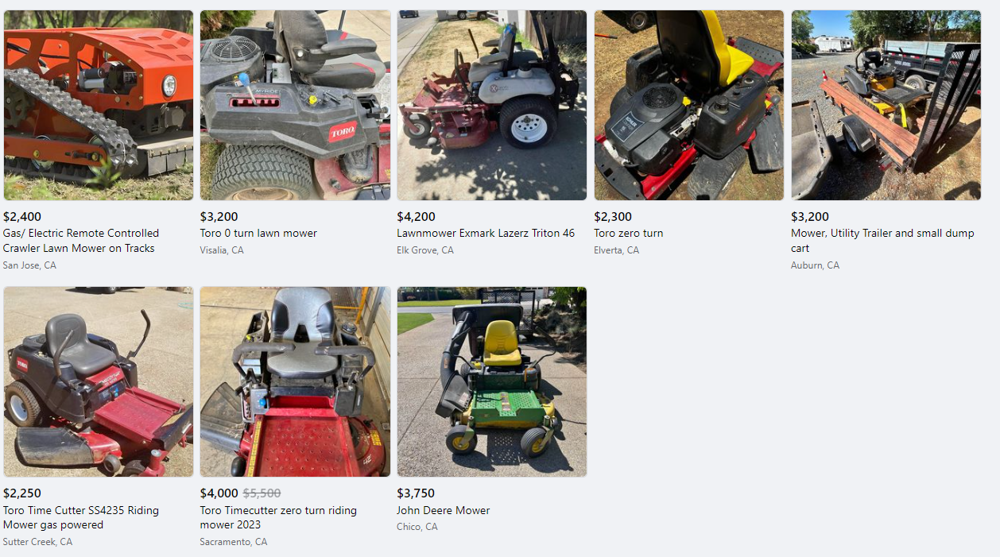 MYRIDE
TORO
EXMARK
KOHLER
TORO
$2,400
Gas/ Electric Remote Controlled
Crawler Lawn Mower on Tracks
San Jose, CA
$3,200
Toro 0 turn lawn mower
Visalia, CA
$4,200
Lawnmower Exmark Lazerz Triton 46
Elk Grove, CA
$2,300
Toro zero turn
Elverta, CA
$3,200
Mower, Utility Trailer and small dump
cart
Auburn, CA
TORO
42
$2,250
Toro Time Cutter SS4235 Riding
Mower gas powered
Sutter Creek, CA
$4,000 $5,500
Toro Timecutter zero turn riding
mower 2023
Sacramento, CA
$3,750
John Deere Mower
Chico, CA